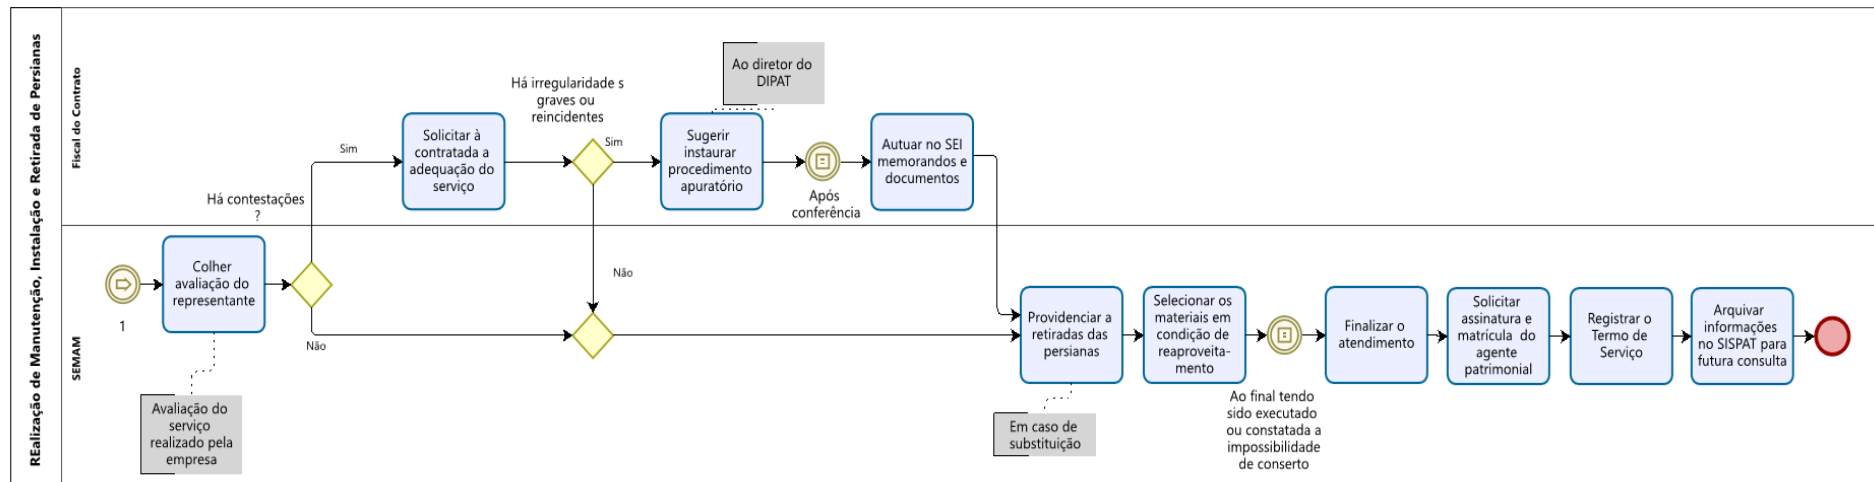 REalização de Manutenção, Instalação e Retirada de Persianas
Fiscal do Contrato
SEMAM
1
Colher
avaliação do
representante
Avaliação do
serviço
realizado pela
empresa
Há contestações
?
Sim
Não
Solicitar à
contratada a
adequação do
serviço
Há irregularidade s
graves ou
reincidentes
Sim
Não
Sugerir
instaurar
procedimento
apuratório
Ao diretor do
DIPAT
Após
conferência
Autuar no SEI
memorandos e
documentos
Providenciar a
retiradas das
persianas
Em caso de
substituição
Selecionar os
materiais em
condição de
reaproveita-
mento
Ao final tendo
sido executado
ou constatada a
impossibilidade
de conserto
Finalizar o
atendimento
Solicitar
assinatura e
matrícula do
agente
patrimonial
Registrar o
Termo de
Serviço
Arquivar
informações
no SISPAT para
futura consulta